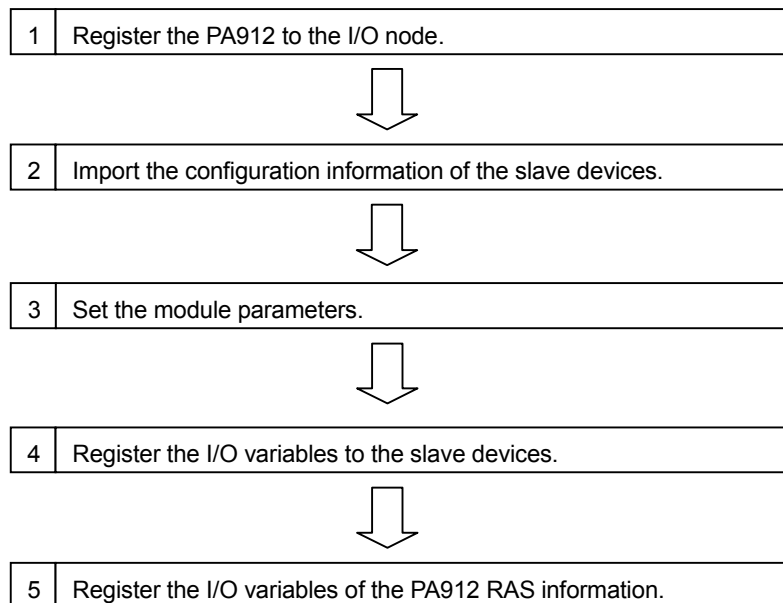 1 Register the PA912 to the I/O node.
2 Import the configuration information of the slave devices.
3 Set the module parameters.
4 Register the I/O variables to the slave devices.
5 Register the I/O variables of the PA912 RAS information.